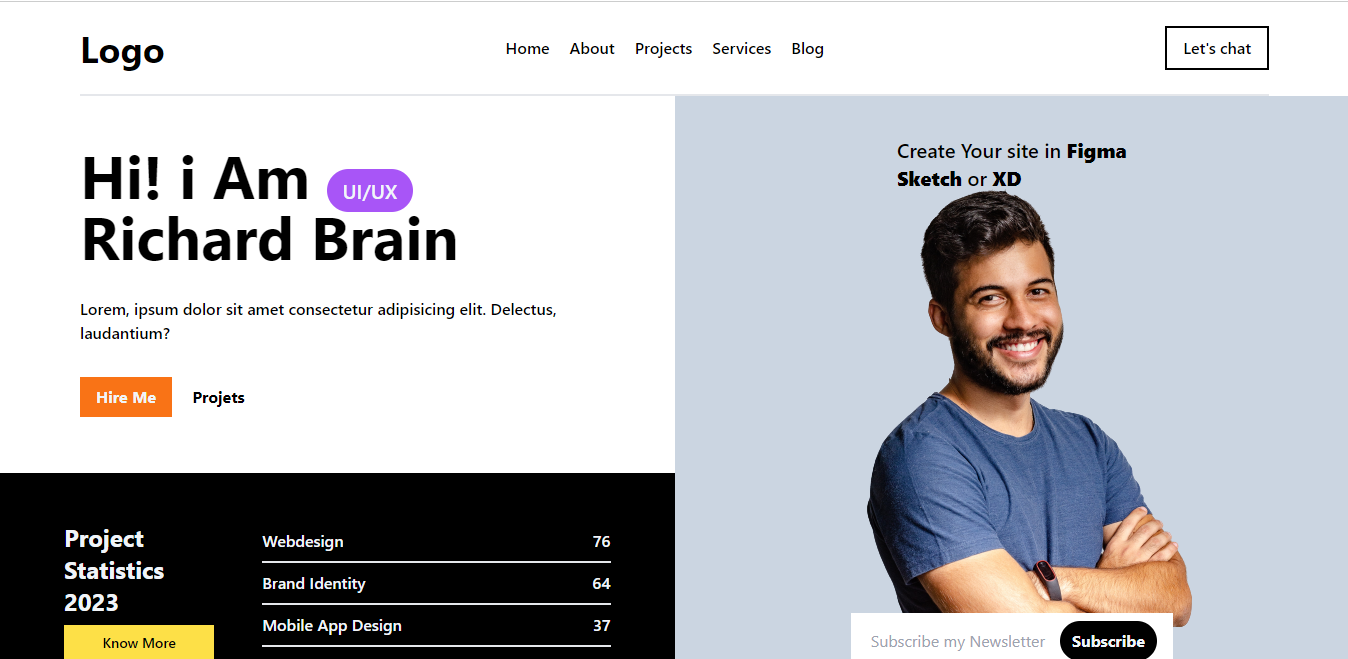 Logo
Home About Projects Services Blog
Let's chat
Hi! i Am UI/UX
Richard Brain
Lorem, ipsum dolor sit amet consectetur adipisicing elit. Delectus,
laudantium?
Hire Me Projets
Project
Statistics
2023
Know More
Webdesign 76
Brand Identity 64
Mobile App Design 37
Create Your site in Figma
Sketch or XD
Subscribe my Newsletter Subscribe